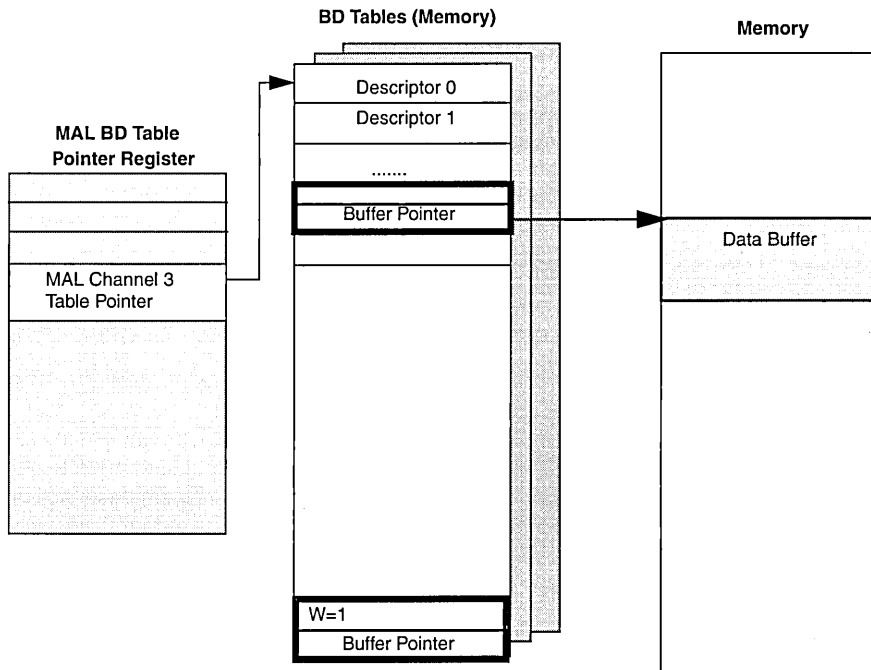 BD Tables (Memory)
Memory
MAL BD Table
Pointer Register
Descriptor 0
Descriptor 1
.......
Buffer Pointer
Data Buffer
MAL Channel 3
Table Pointer
W=1
Buffer Pointer